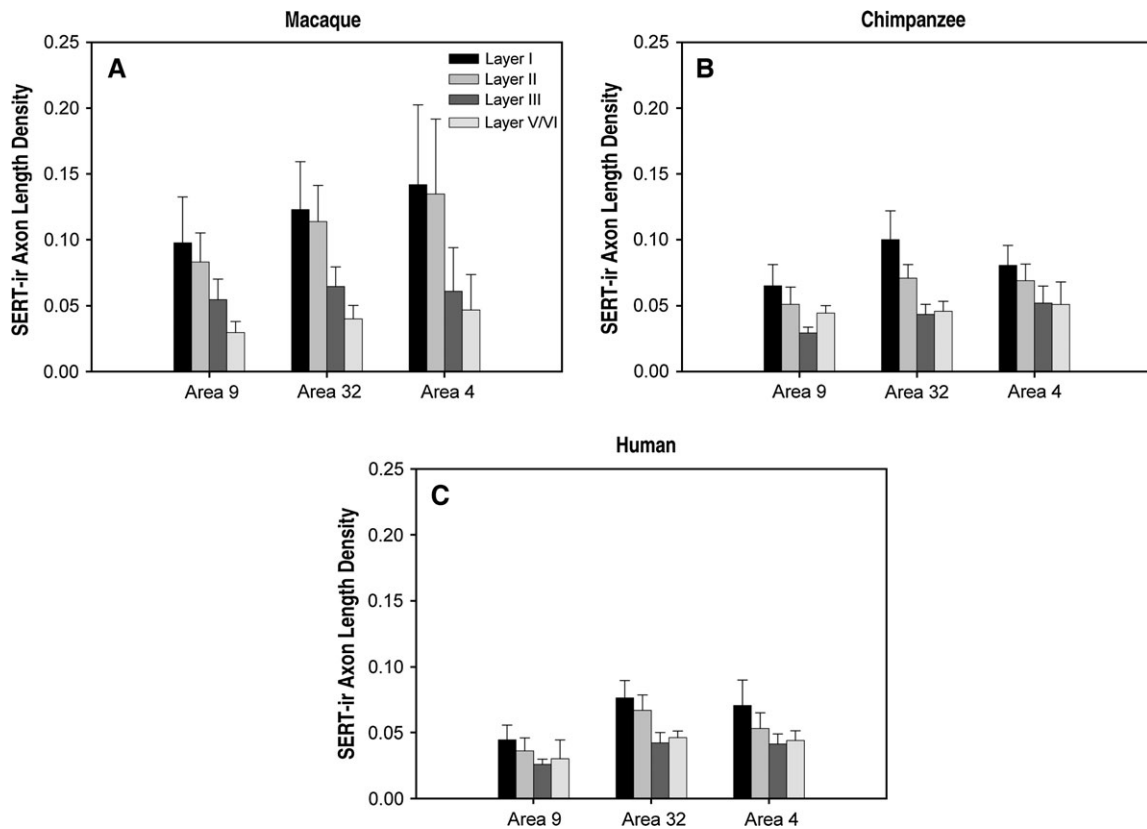 Macaque
A
SERT-ir Axon Length Density
0.25
0.20
0.15
0.10
0.05
0.00
Layer I
Layer II
Layer III
Layer V/VI
Area 9
Area 32
Area 4
Chimpanzee
B
SERT-ir Axon Length Density
0.25
0.20
0.15
0.10
0.05
0.00
Area 9
Area 32
Area 4
Human
C
SERT-ir Axon Length Density
0.25
0.20
0.15
0.10
0.05
0.00
Area 9
Area 32
Area 4